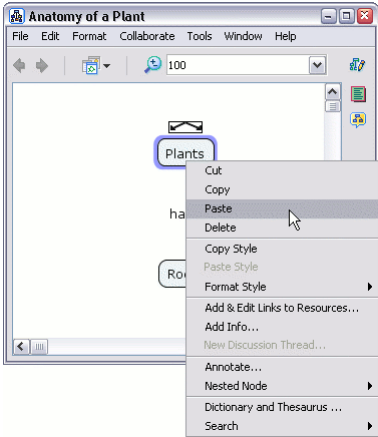 Anatomy of a Plant
File Edit Format Collaborate Tools Window Help
100
Plants
ha
Ro
Cut
Copy
Paste
Delete
Copy Style
Paste Style
Format Style
Add & Edit Links to Resources...
Add Info...
New Discussion Thread...
Annotate...
Nested Node
Dictionary and Thesaurus ...
Search